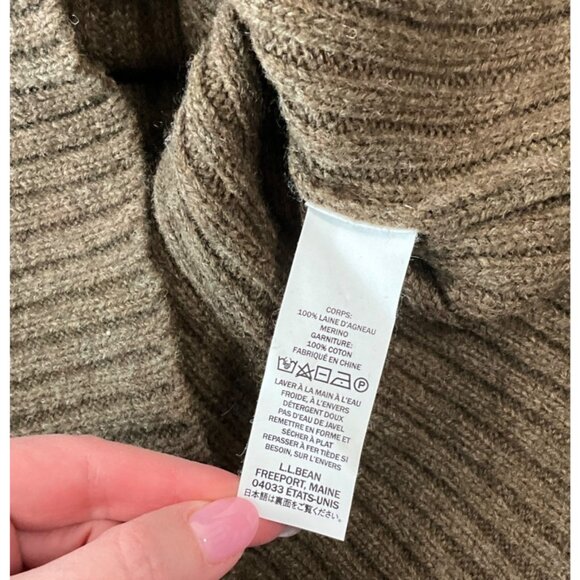 CORPS:
100% LAINE D'AGNEAU
MERINO
GARNITURE:
100% COTON
FABRIQUÉ EN CHINE
P
LAVER À LA MAIN À L'EAU
FROIDE, À L'ENVERS
DÉTERGENT DOUX
PAS D'EAU DE JAVEL
REMETTRE EN FORME ET
SÉCHER À PLAT
REPASSER À FER TIÈDE SI
BESOIN, SUR L'ENVERS
L.L.BEAN
FREEPORT, MAINE
04033 ÉTATS-UNIS
日本語は裏面をご覧ください。